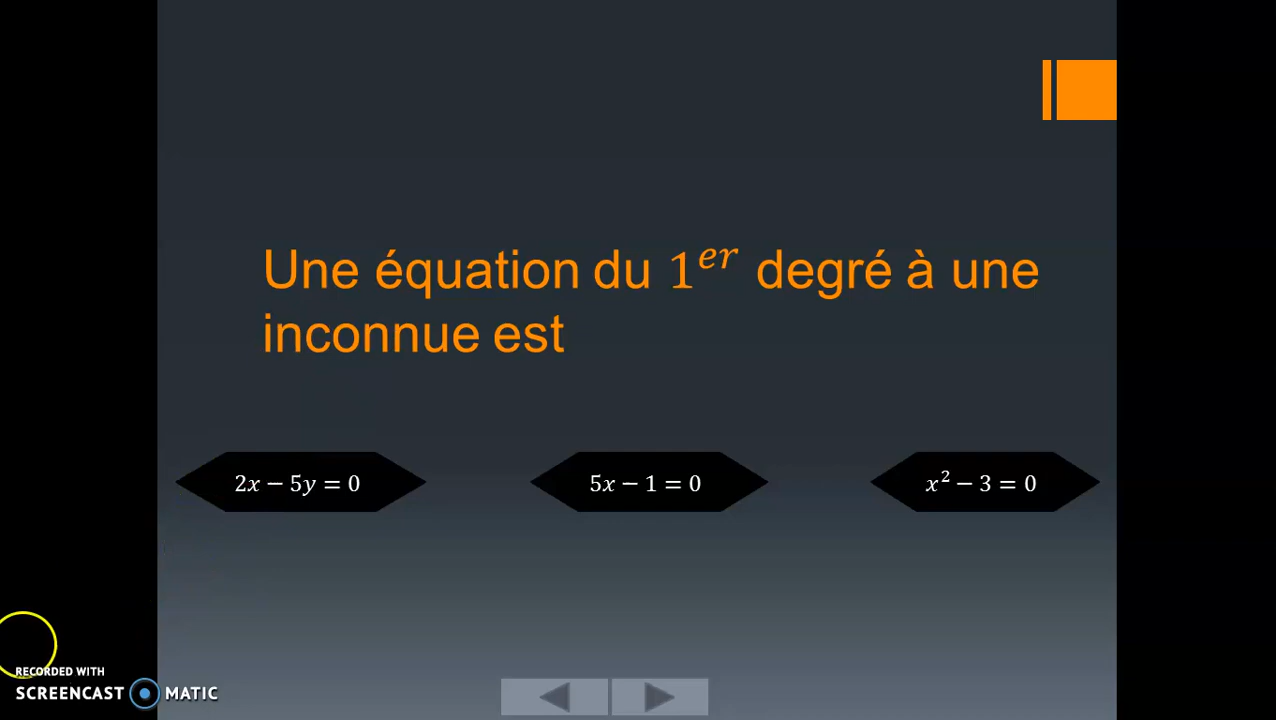 Une équation du 1^{er} degré à une
inconnue est
2x − 5y = 0
5x − 1 = 0
x² − 3 = 0
RECORDED WITH
SCREENCAST MATIC